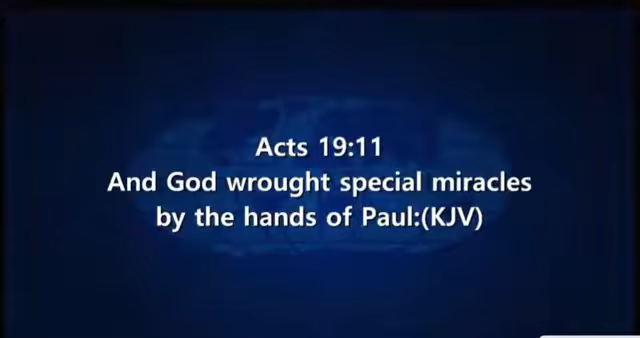 Acts 19:11
And God wrought special miracles
by the hands of Paul:(KJV)